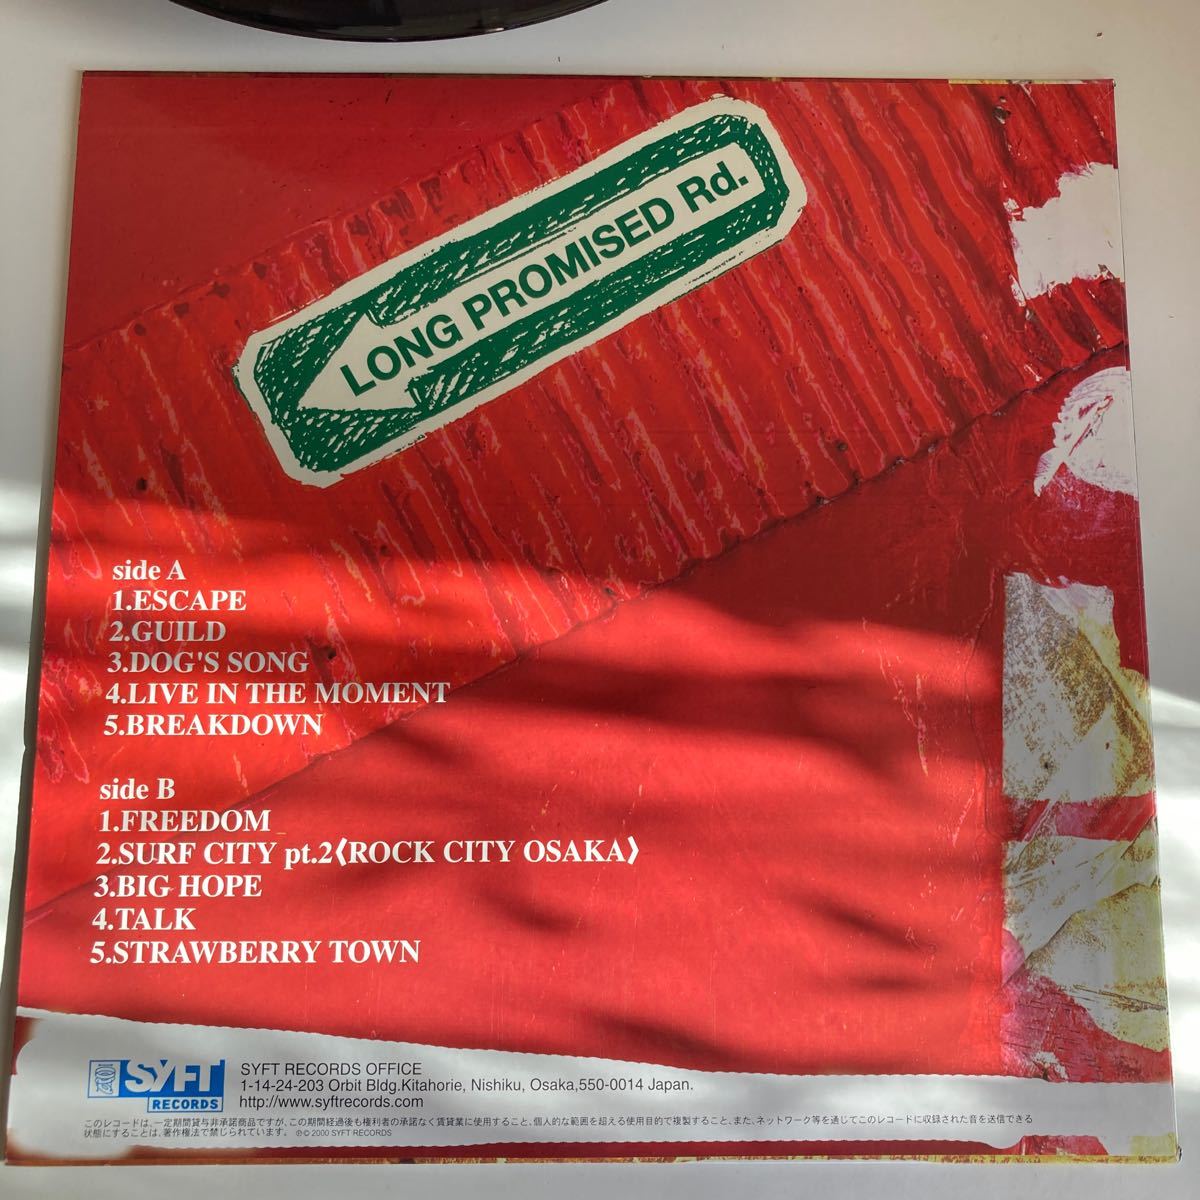 LONG PROMISED Rd.
side A
1.ESCAPE
2.GUILD
3.DOG'S SONG
4.LIVE IN THE MOMENT
5.BREAKDOWN
side B
1.FREEDOM
2.SURF CITY pt.2《ROCK CITY OSAKA》
3.BIG HOPE
4.TALK
5.STRAWBERRY TOWN
SYFT
RECORDS
SYFT RECORDS OFFICE
1-14-24-203 Orbit Bldg.Kitahorie, Nishiku, Osaka,550-0014 Japan.
http://www.syftrecords.com
このレコードは、一定期間貸与非承諾商品ですが、この期間経過後も権利者の承諾なく賃貸業に使用すること、個人的な範囲を超える使用目的で複製すること、また、ネットワーク等を通じてこのレコードに収録された音を送信できる
状態にすることは、著作権法で禁じられています。 ℗©2000 SYFT RECORDS